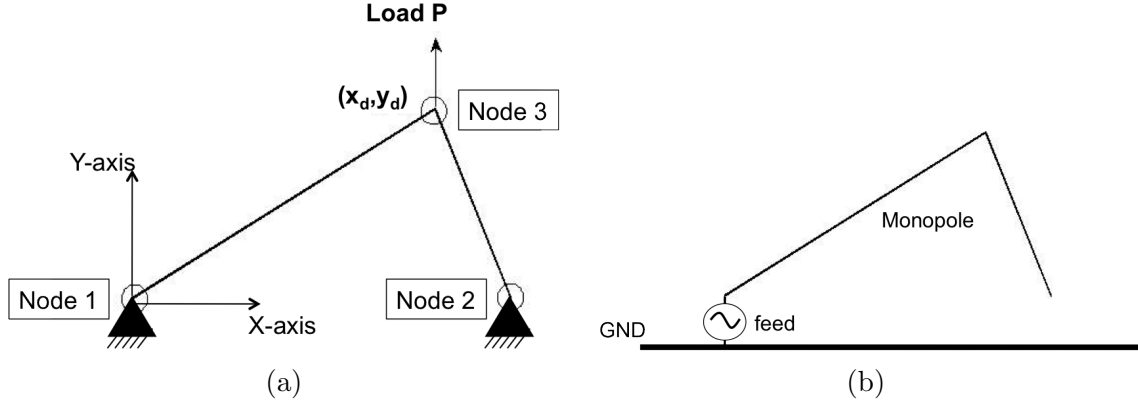 Load P
(xd,yd)
Node 3
Y-axis
Node 1
X-axis
Node 2
(a)
Monopole
feed
GND
(b)